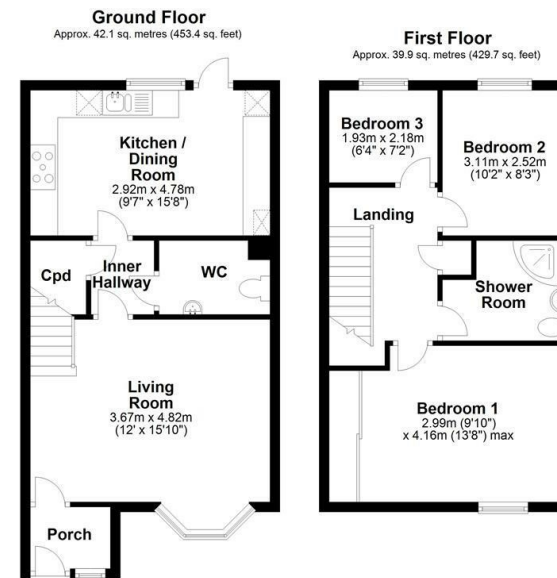 Ground Floor
Approx. 42.1 sq. metres (453.4 sq. feet)
Kitchen /
Dining
Room
2.92m x 4.78m
(9'7" x 15'8")
Cpd
Inner
Hallway
WC
Living
Room
3.67m x 4.82m
(12' x 15'10")
Porch
First Floor
Approx. 39.9 sq. metres (429.7 sq. feet)
Bedroom 3
1.93m x 2.18m
(6'4" x 7'2")
Bedroom 2
3.11m x 2.52m
(10'2" x 8'3")
Landing
Shower
Room
Bedroom 1
2.99m (9'10")
x 4.16m (13'8") max